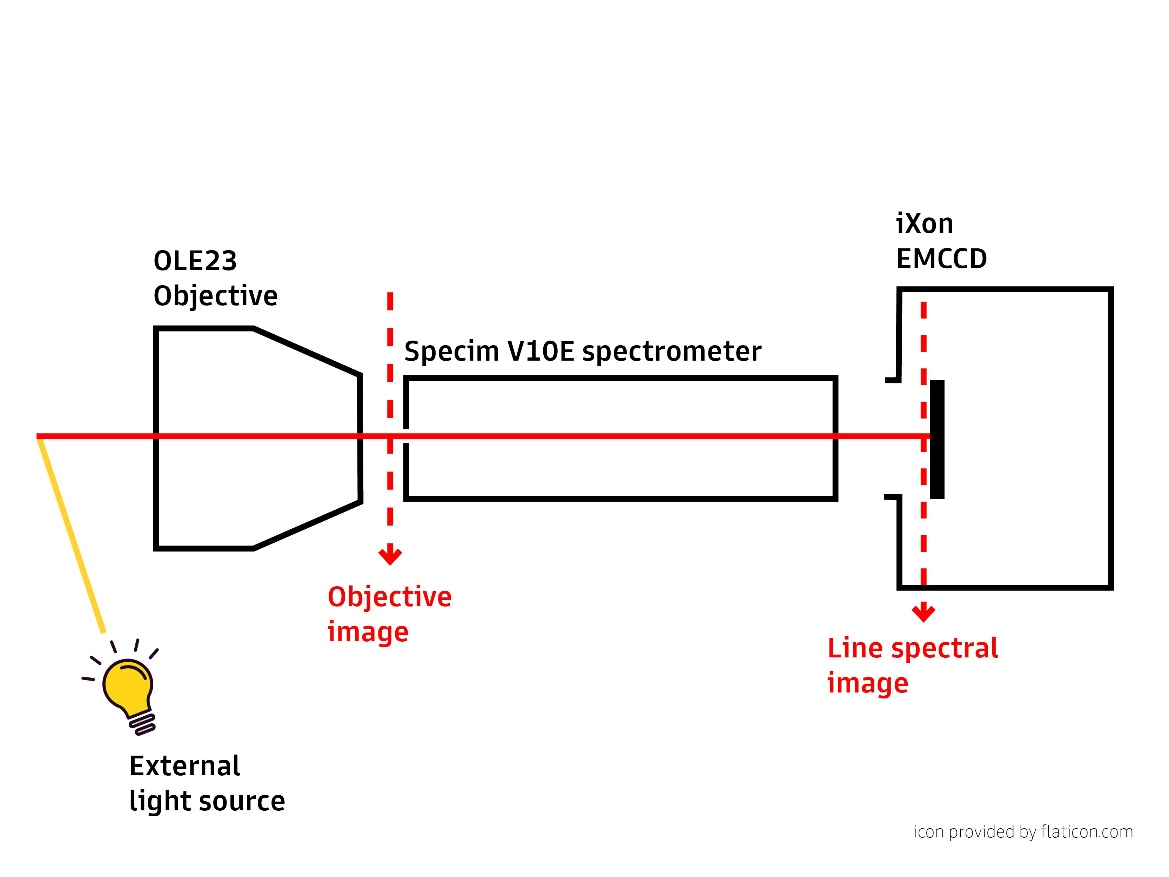 iXon
EMCCD
OLE23
Objective
Specim V10E spectrometer
Objective
image
Line spectral
image
External
light source
icon provided by flaticon.com